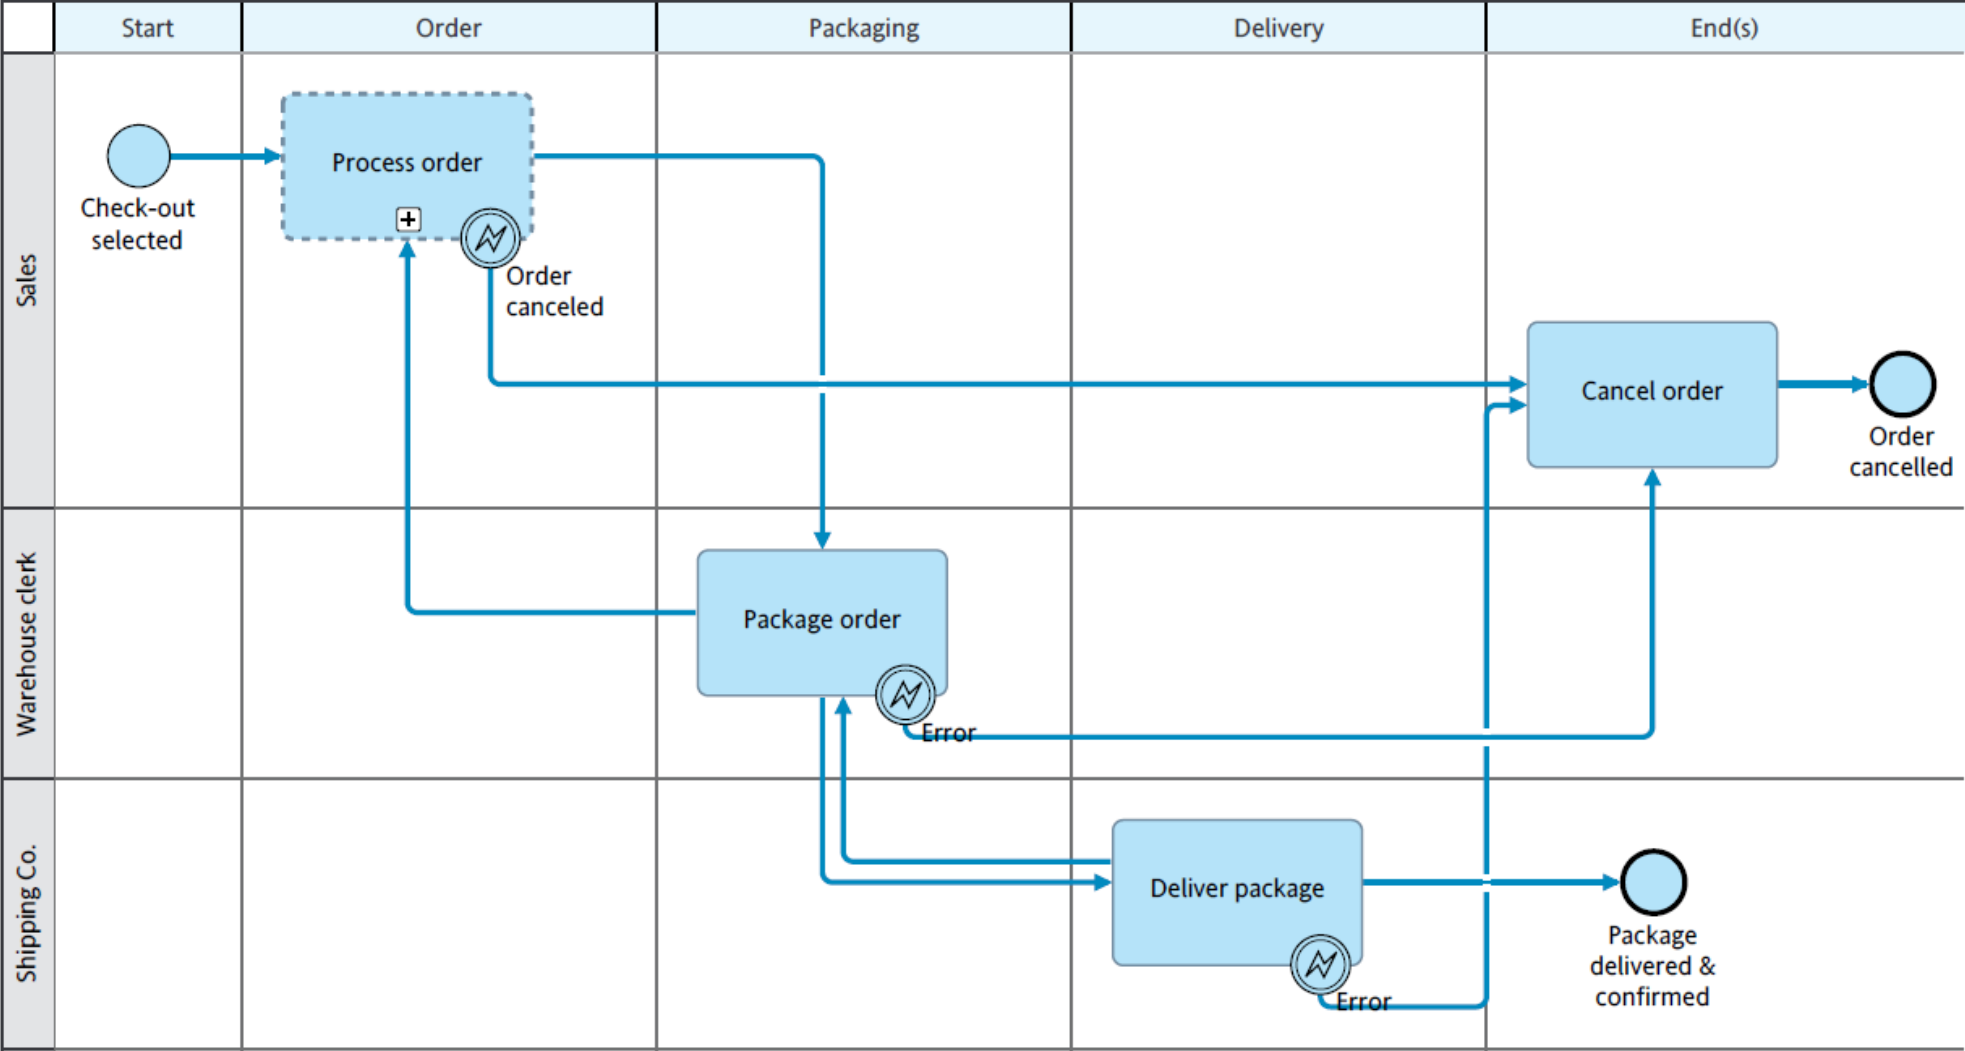 Start
Order
Packaging
Delivery
End(s)
Sales
Process order
Check-out
selected
Order
canceled
Cancel order
Order
cancelled
Warehouse clerk
Package order
Error
Shipping Co.
Deliver package
Error
Package
delivered &
confirmed